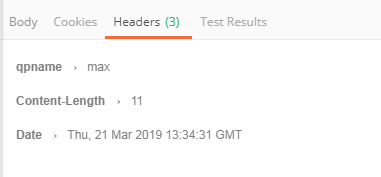 Body Cookies Headers (3) Test Results
qpname › max
Content-Length › 11
Date › Thu, 21 Mar 2019 13:34:31 GMT